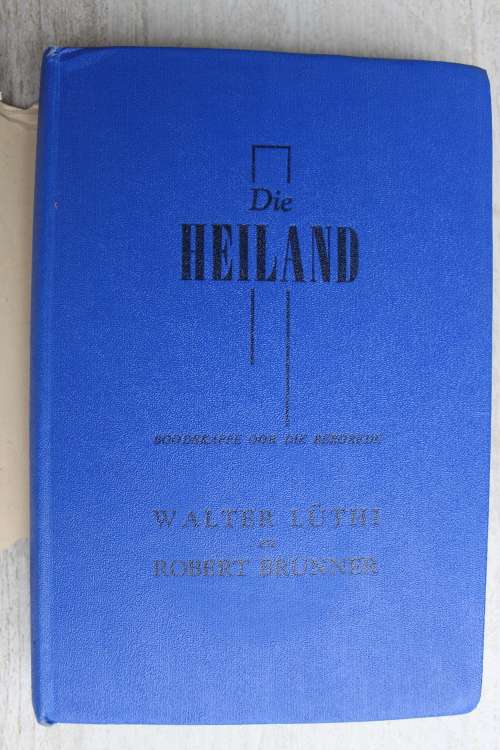 Die
HEILAND
BOODSKAPPE OOR DIE BERGREDE
WALTER LÜTHI
en
ROBERT BRUNNER